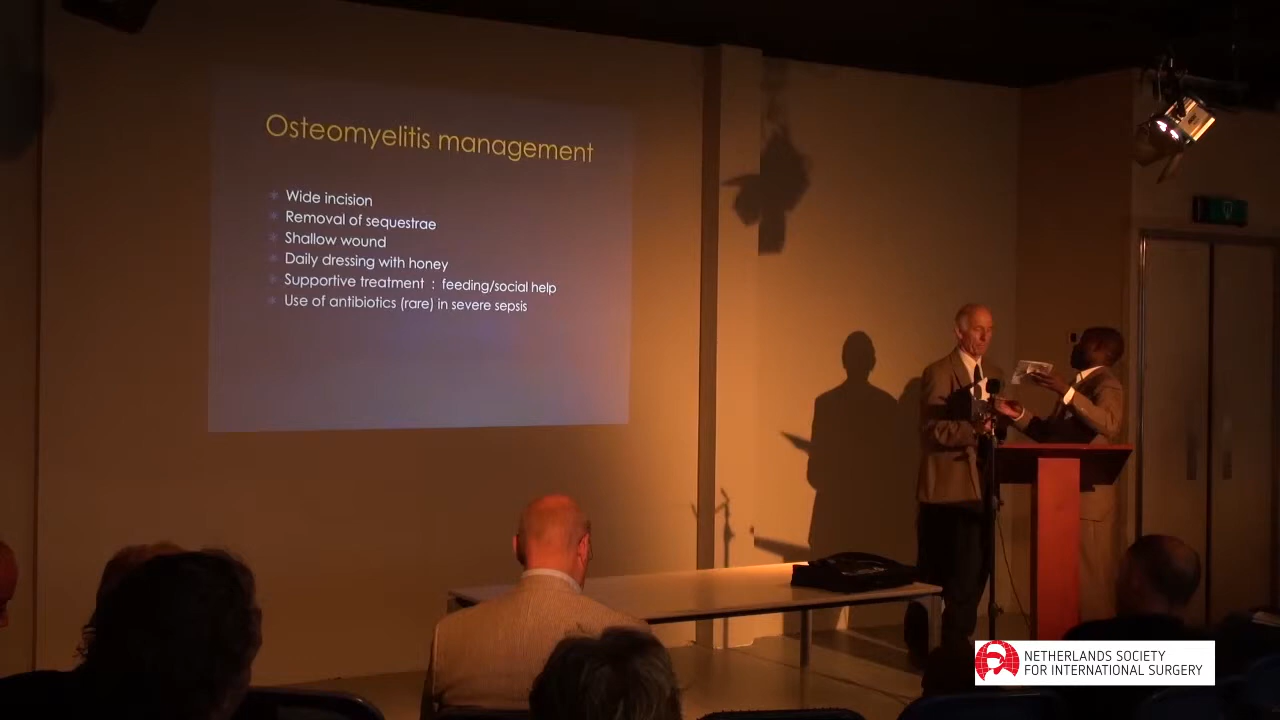 Osteomyelitis management
Wide incision
Removal of sequestrae
Shallow wound
Daily dressing with honey
Supportive treatment : feeding/social help
Use of antibiotics (rare) in severe sepsis
NETHERLANDS SOCIETY
FOR INTERNATIONAL SURGERY